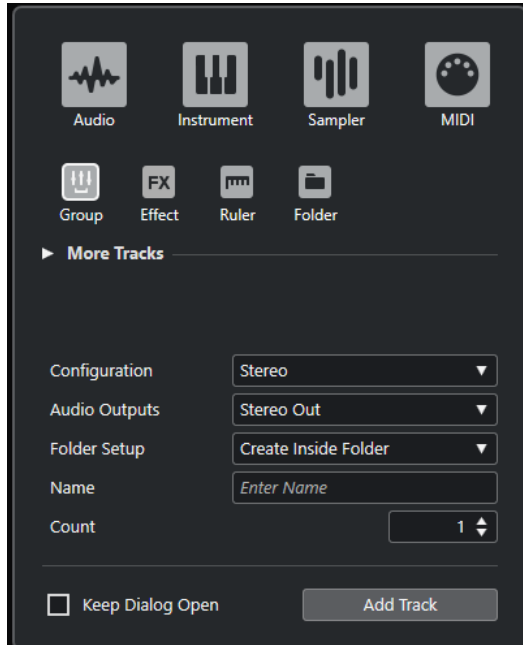 Audio Instrument Sampler MIDI
FX
Group Effect Ruler Folder
More Tracks
Configuration Stereo
Audio Outputs Stereo Out
Folder Setup Create Inside Folder
Name Enter Name
Count 1
Keep Dialog Open Add Track